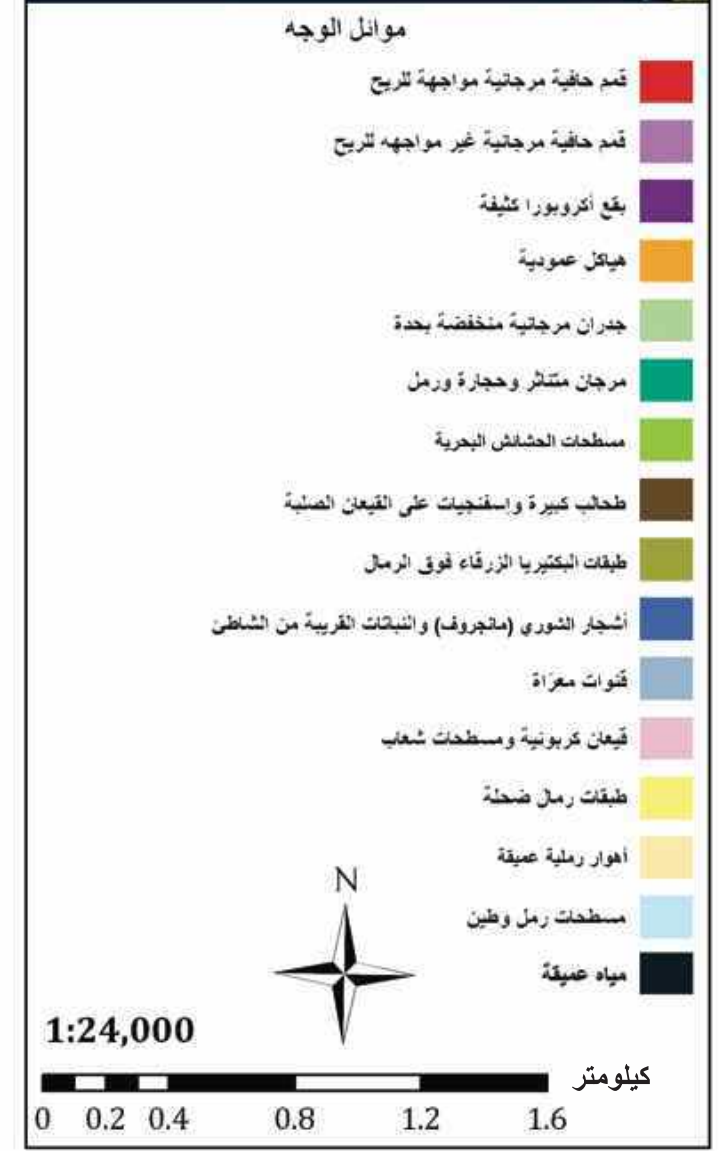 موائل الوجه
قمم حافية مرجانية مواجهة للريح
قمم حافية مرجانية غير مواجهه للريح
بقع أكروبورا كثيفة
هياكل عمودية
جدران مرجانية منخفضة بحدة
مرجان متناثر وحجارة ورمل
مسطحات الحشائش البحرية
طحالب كبيرة وإسفنجيات على القيعان الصلبة
طبقات البكتيريا الزرقاء فوق الرمال
أشجار الشورى (مانجروف) والنباتات القريبة من الشاطئ
قنوات معرّاة
قيعان كربونية ومسطحات شعاب
طبقات رمال ضحلة
أهوار رملية عميقة
مسطحات رمل وطين
مياه عميقة
N
1:24,000
كيلومتر
0 0.2 0.4 0.8 1.2 1.6